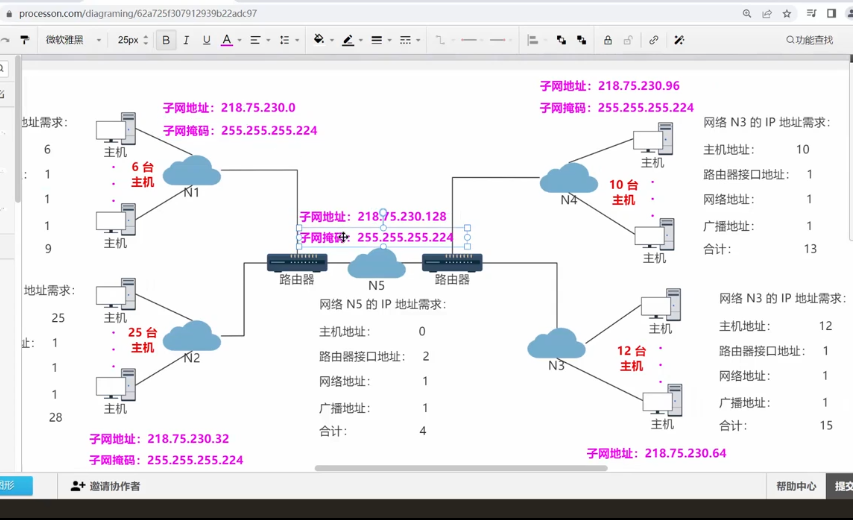 processon.com/diagraming/62a725f307912939b22adc97
微软雅黑 25px B I U A 功能查找
子网地址: 218.75.230.0
子网掩码: 255.255.255.224
子网地址: 218.75.230.96
子网掩码: 255.255.255.224
地址需求:
6
1
1
1
9
主机
6 台
主机
主机
N1
网络 N3 的 IP 地址需求:
主机地址: 10
路由器接口地址: 1
网络地址: 1
广播地址: 1
合计: 13
主机
10 台
主机
主机
N4
子网地址: 218.75.230.128
子网掩码: 255.255.255.224
路由器
N5
路由器
网络 N5 的 IP 地址需求:
主机地址: 0
路由器接口地址: 2
网络地址: 1
广播地址: 1
合计: 4
地址需求:
25
址: 1
1
1
28
主机
25 台
主机
主机
N2
子网地址: 218.75.230.32
子网掩码: 255.255.255.224
网络 N3 的 IP 地址需求:
主机地址: 12
路由器接口地址: 1
网络地址: 1
广播地址: 1
合计: 15
主机
12 台
主机
主机
N3
子网地址: 218.75.230.64
图形 邀请协作者 帮助中心 提交